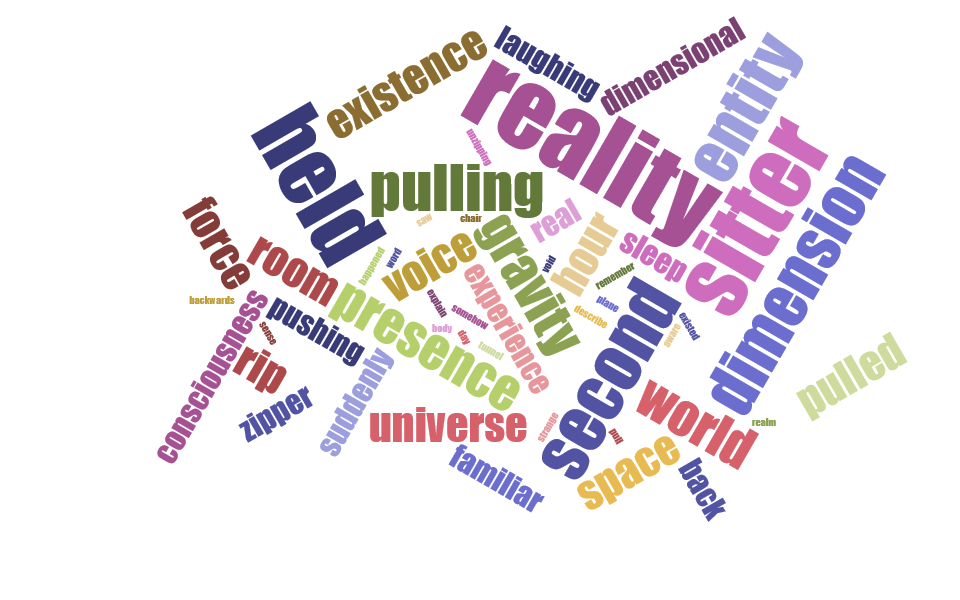 laughing
dimensional
existence
reality
entity
held
unzipping
sitter
pulling
dimension
force
saw
chair
real
room
voice
gravity
hour
sleep
happened
word
void
remember
backwards
consciousness
pushing
presence
explain
somehow
experience
plane
describe
existed
aware
second
sense
rip
body
day
tunnel
suddenly
zipper
universe
strange
pull
world
realm
pulled
familiar
space
back